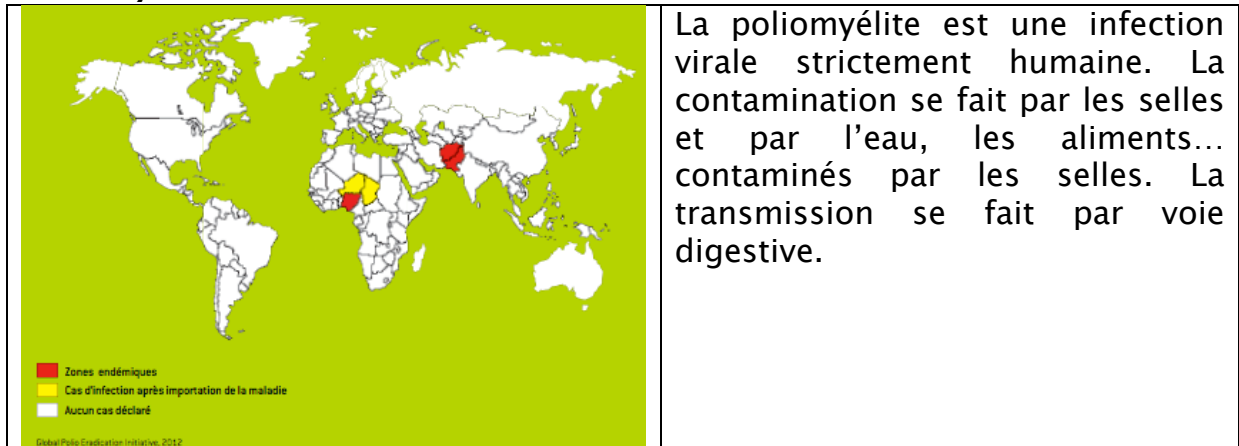 La poliomyélite est une infection
virale strictement humaine. La
contamination se fait par les selles
et par l'eau, les aliments…
contaminés par les selles. La
transmission se fait par voie
digestive.
Zones endémiques
Cas d'infection après importation de la maladie
Aucun cas déclaré
Global Polio Eradication Initiative, 2012